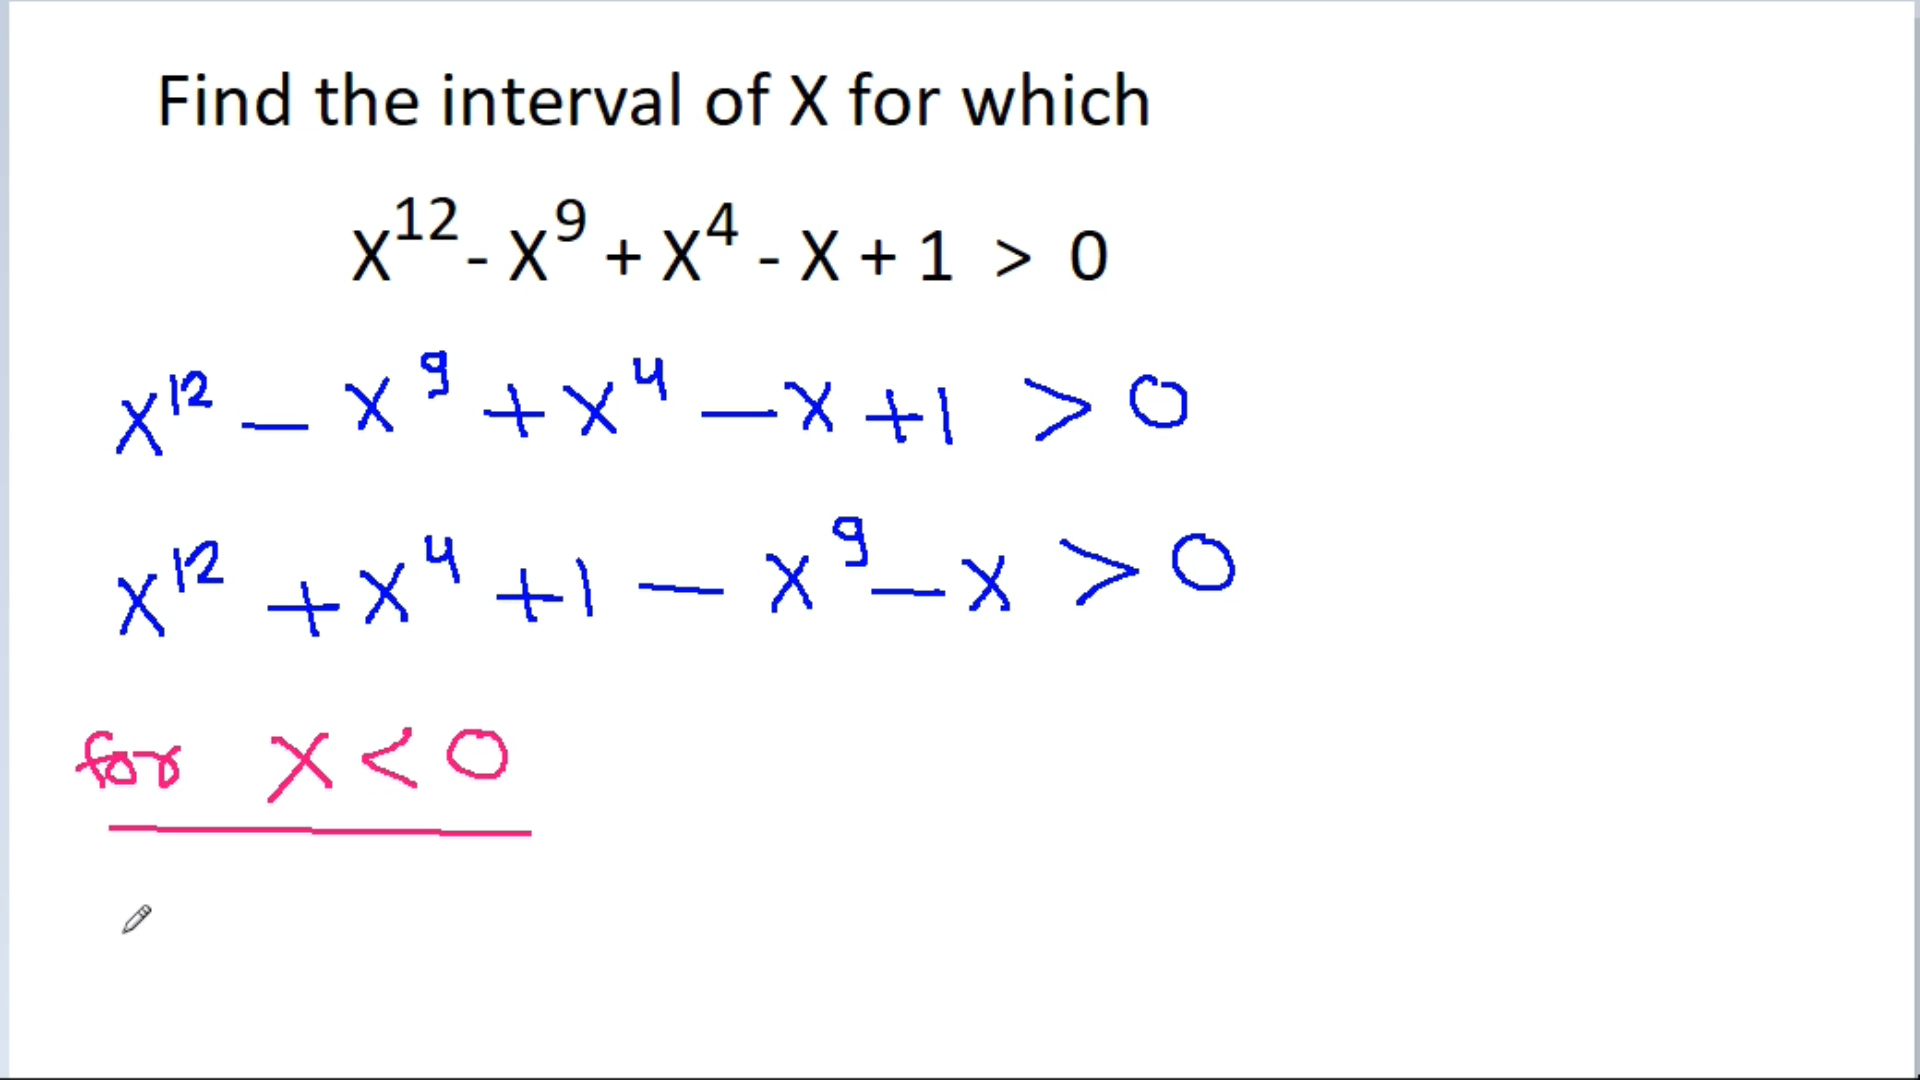 Find the interval of X for which
X¹² - X⁹ + X⁴ - X + 1 > 0
x¹² - x⁹ + x⁴ - x + 1 > 0
x¹² + x⁴ + 1 - x⁹ - x > 0
for x < 0